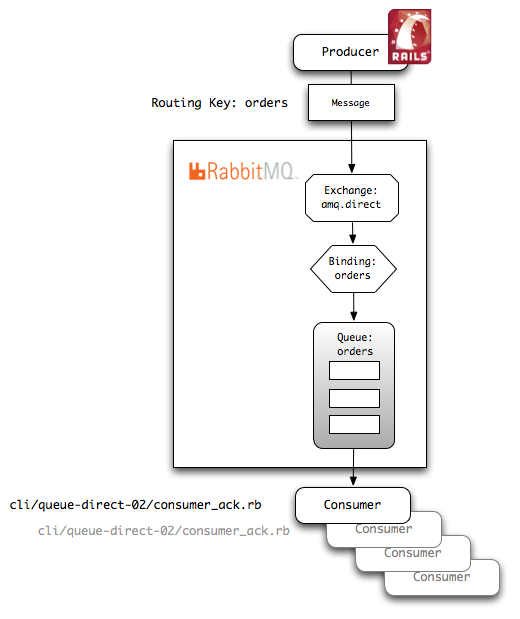 Producer
RAILS
Routing Key: orders
Message
RabbitMQ
Exchange:
amq.direct
Binding:
orders
Queue:
orders
cli/queue-direct-02/consumer_ack.rb
Consumer
cli/queue-direct-02/consumer_ack.rb
Consumer
Consumer
Consumer